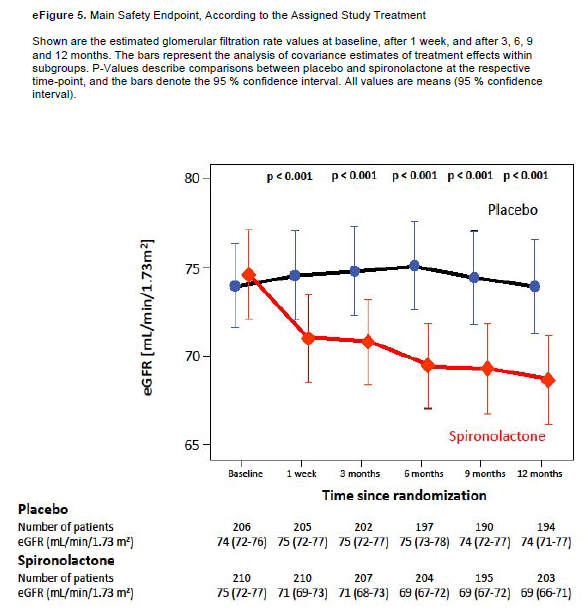 eFigure 5. Main Safety Endpoint, According to the Assigned Study Treatment
Shown are the estimated glomerular filtration rate values at baseline, after 1 week, and after 3, 6, 9
and 12 months. The bars represent the analysis of covariance estimates of treatment effects within
subgroups. P-Values describe comparisons between placebo and spironolactone at the respective
time-point, and the bars denote the 95 % confidence interval. All values are means (95 % confidence
interval).
80
p < 0.001 p < 0.001 p < 0.001 p < 0.001 p < 0.001
Placebo
75
eGFR [mL/min/1.73m²]
70
Spironolactone
65
Baseline 1 week 3 months 6 months 9 months 12 months
Time since randomization
Placebo
Number of patients 206 205 202 197 190 194
eGFR (mL/min/1.73 m²) 74 (72-76) 75 (72-77) 75 (72-77) 75 (73-78) 74 (72-77) 74 (71-77)
Spironolactone
Number of patients 210 210 207 204 195 203
eGFR (mL/min/1.73 m²) 75 (72-77) 71 (69-73) 71 (68-73) 69 (67-72) 69 (67-72) 69 (66-71)